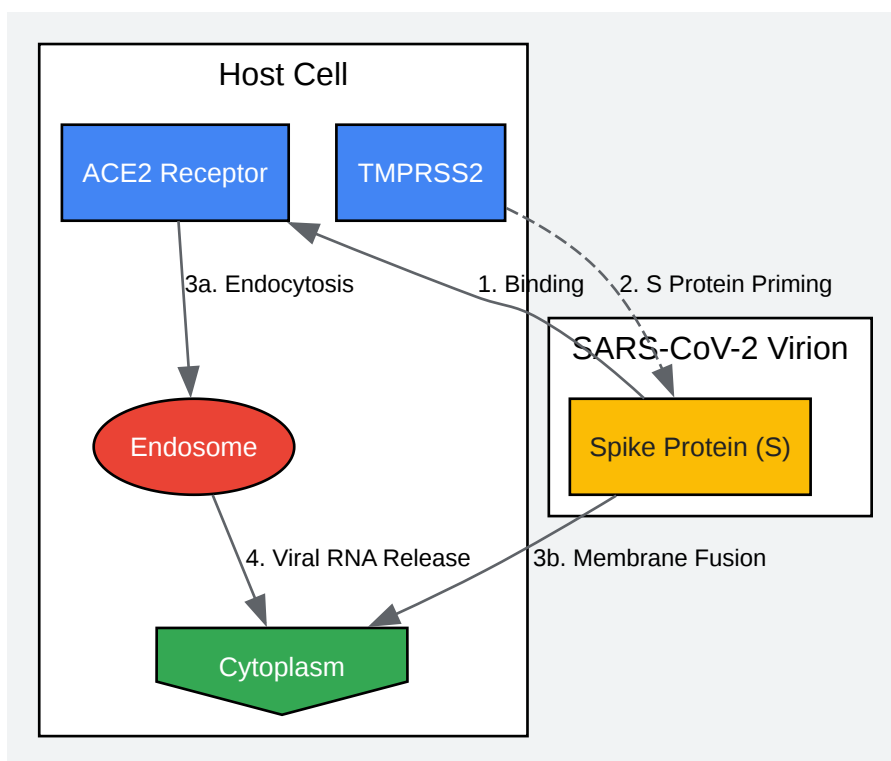 Host Cell
ACE2 Receptor
TMPRSS2
3a. Endocytosis
1. Binding
2. S Protein Priming
SARS-CoV-2 Virion
Endosome
Spike Protein (S)
4. Viral RNA Release
3b. Membrane Fusion
Cytoplasm